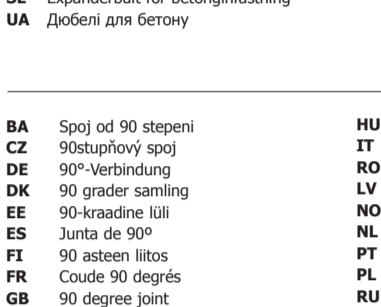 SE Expanderbult för betonginfästning
UA Дюбелі для бетону
BA Spoj od 90 stepeni
CZ 90stupňový spoj
DE 90°-Verbindung
DK 90 grader samling
EE 90-kraadine lüli
ES Junta de 90º
FI 90 asteen liitos
FR Coude 90 degrés
GB 90 degree joint
HU
IT
RO
LV
NO
NL
PT
PL
RU